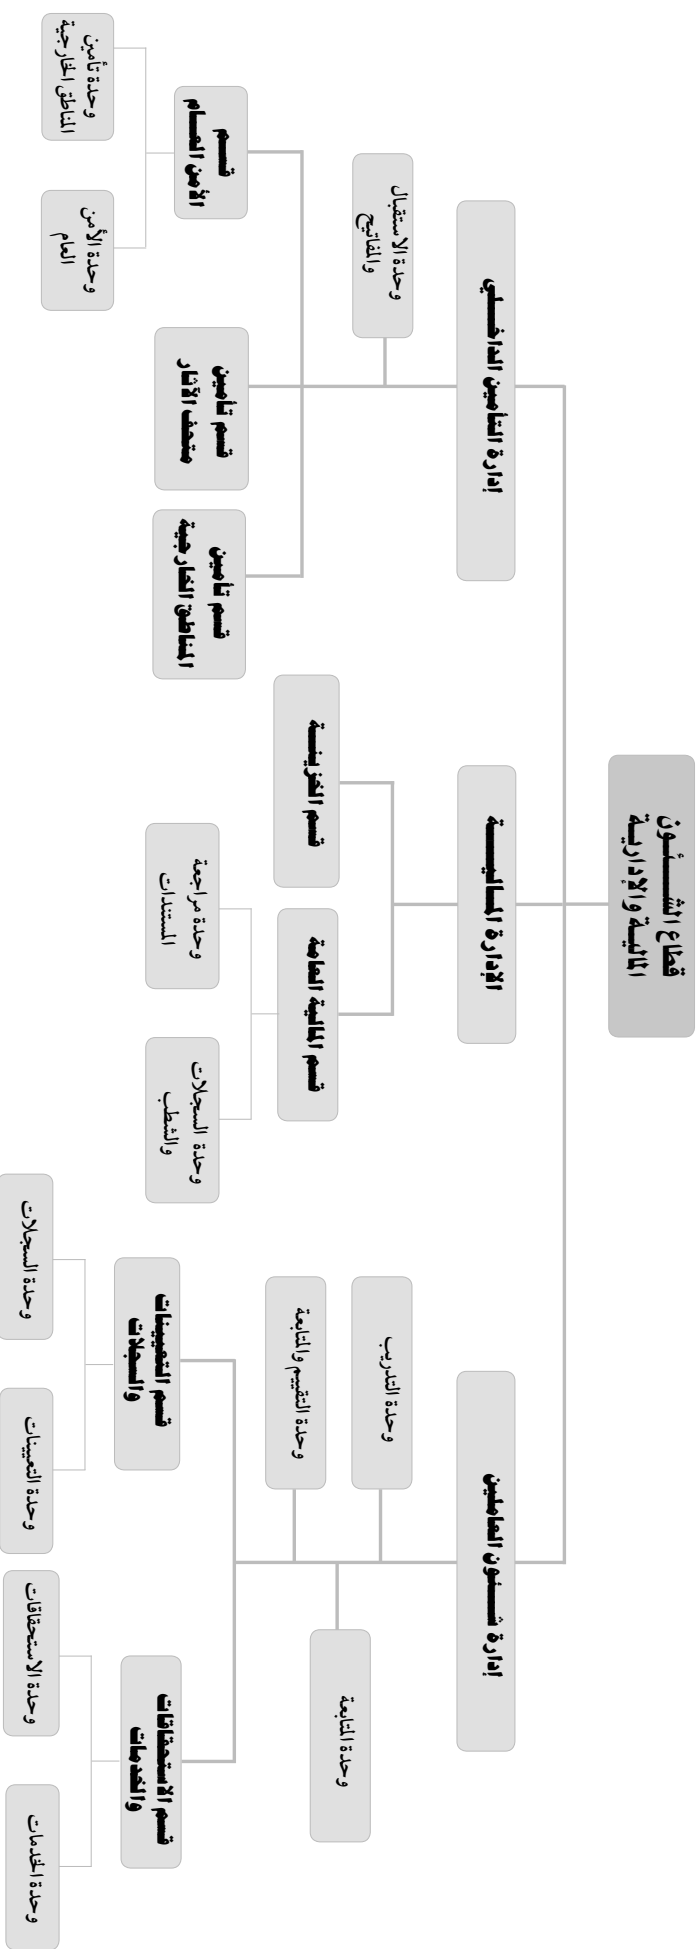 قطاع الشئون
المالية والإدارية
إدارة شئون العاملين
الإدارة المالية
إدارة التأمين الداخلي
وحدة المتابعة
وحدة التدريب
وحدة التقييم والمتابعة
قسم الاستحقاقات
والخدمات
وحدة الخدمات
وحدة الاستحقاقات
قسم التعيينات
والسجلات
وحدة التعيينات
وحدة السجلات
قسم المالية العامة
قسم الخزينة
وحدة السجلات
والشطب
وحدة مراجعة
المستندات
وحدة الاستقبال
والمفاتيح
قسم تأمين
المناطق الخارجية
قسم تأمين
متحف الآثار
قسم
الأمن العام
وحدة الأمن
العام
وحدة تأمين
المناطق الخارجية